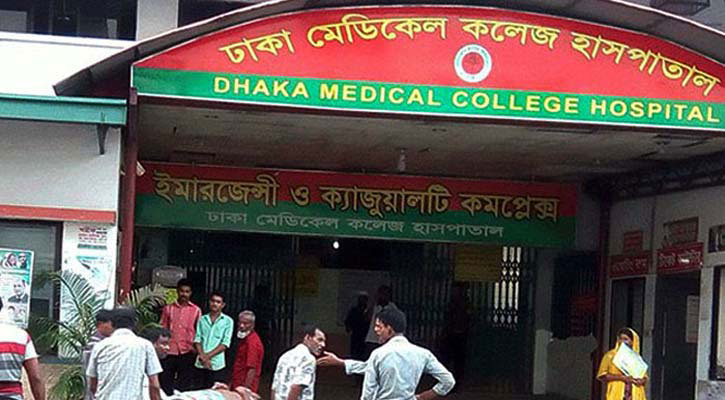 ঢাকা মেডিকেল কলেজ হাসপাতাল
DHAKA MEDICAL COLLEGE HOSPITAL
ইমারজেন্সী ও ক্যাজুয়ালটি কমপ্লেক্স
ঢাকা মেডিকেল কলেজ হাসপাতাল